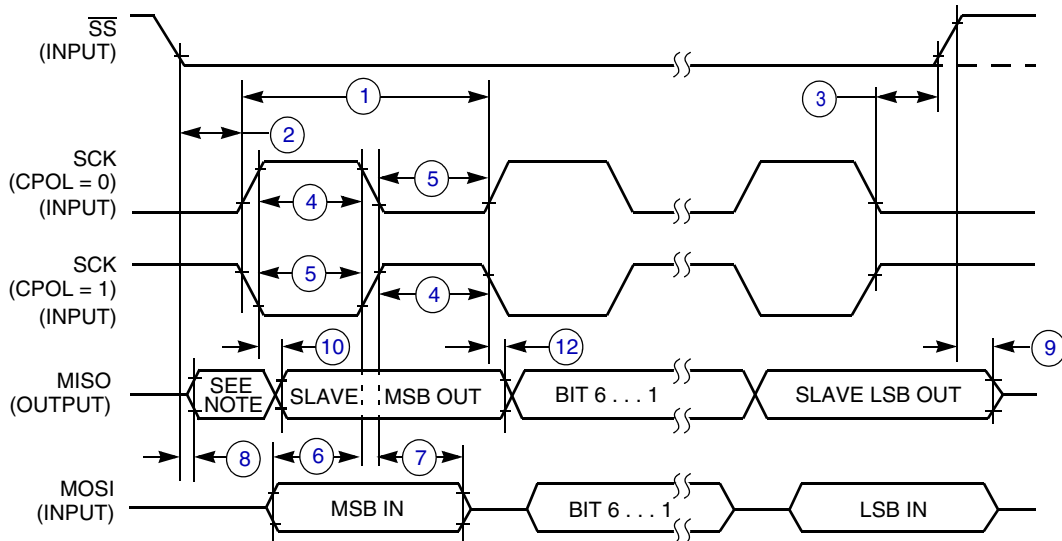 SS
(INPUT)
1
3
2
SCK
(CPOL = 0)
(INPUT)
4
5
SCK
(CPOL = 1)
(INPUT)
5
4
10
12
9
MISO
(OUTPUT)
SEE
NOTE
SLAVE
MSB OUT
BIT 6 . . . 1
SLAVE LSB OUT
8
6
7
MOSI
(INPUT)
MSB IN
BIT 6 . . . 1
LSB IN